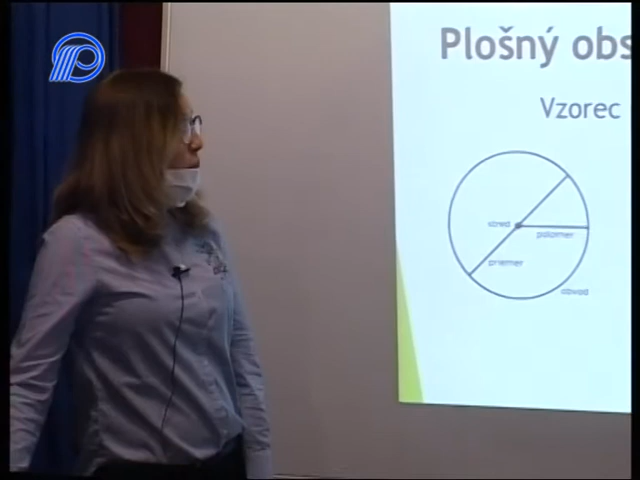 P
Plošný obs
Vzorec
stred
polomer
priemer
obvod